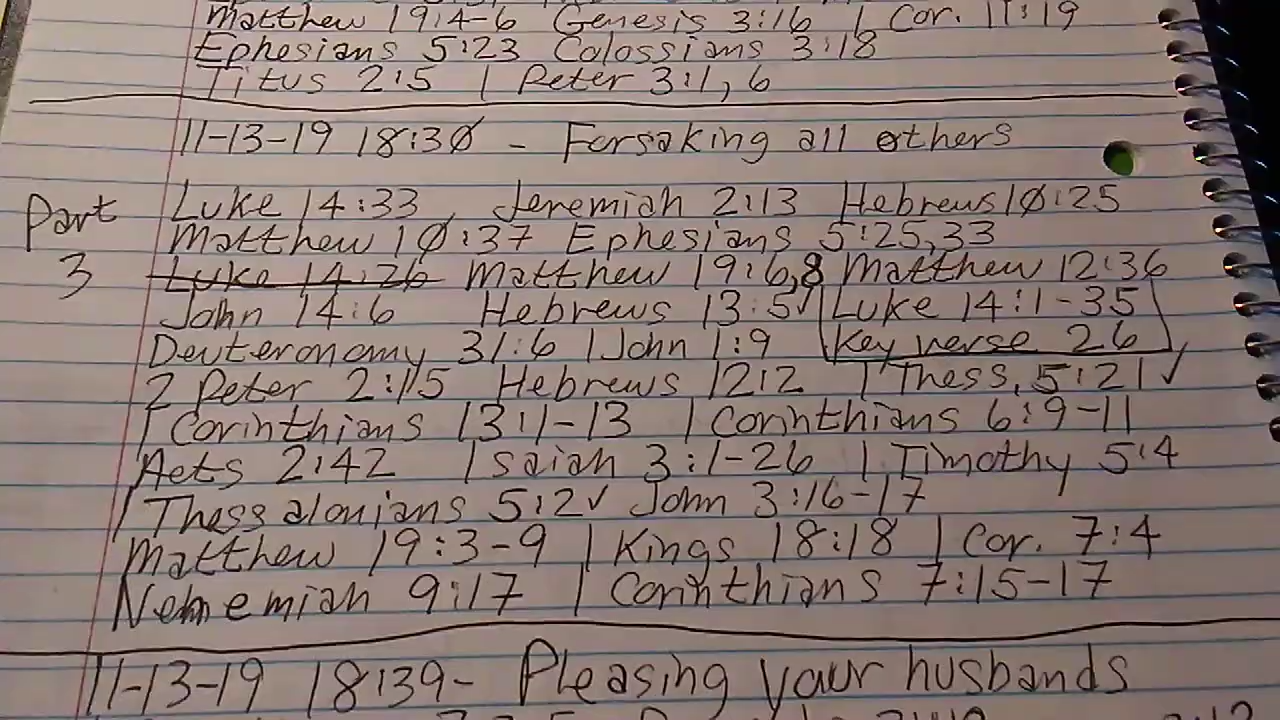 Matthew 19:4-6 Genesis 3:16 1 Cor. 11:19
Ephesians 5:23 Colossians 3:18
Titus 2:5 1 Peter 3:1,6
11-13-19 18:30 - Forsaking all others
Part 3
Luke 14:33, Jeremiah 2:13 Hebrews 10:25
Matthew 10:37 Ephesians 5:25,33
Luke 14:26 Matthew 19:6,8 Matthew 12:36
John 14:6 Hebrews 13:5✓ Luke 14:1-35
Deuteronomy 31:6 1 John 1:9 Key verse 26
2 Peter 2:15 Hebrews 12:2 1 Thess. 5:21✓
1 Corinthians 13:1-13 1 Corinthians 6:9-11
Acts 2:42 Isaiah 3:1-26 1 Timothy 5:4
1 Thessalonians 5:2✓ John 3:16-17
Matthew 19:3-9 1 Kings 18:18 1 Cor. 7:4
Nehemiah 9:17 1 Corinthians 7:15-17
11-13-19 18:39- Pleasing your husbands